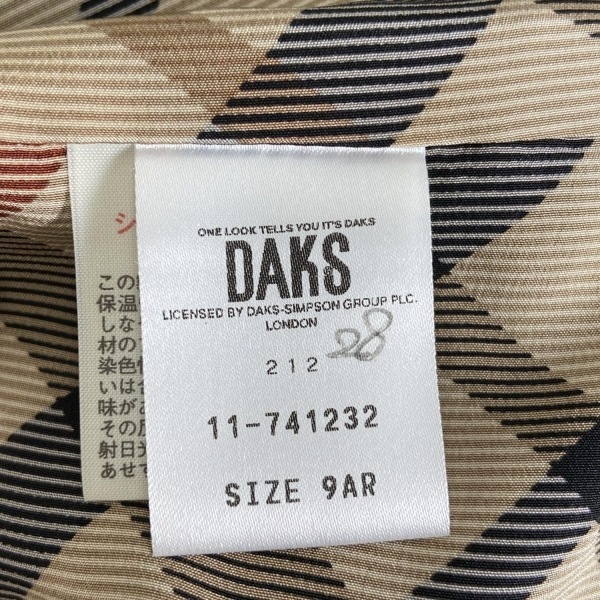 ONE LOOK TELLS YOU IT'S DAKS
DAKS
LICENSED BY DAKS-SIMPSON GROUP PLC.
LONDON
28
212
11-741232
SIZE 9AR
シ
この
保温
しな
材の
染色
いは
味が
その
射日
あせ